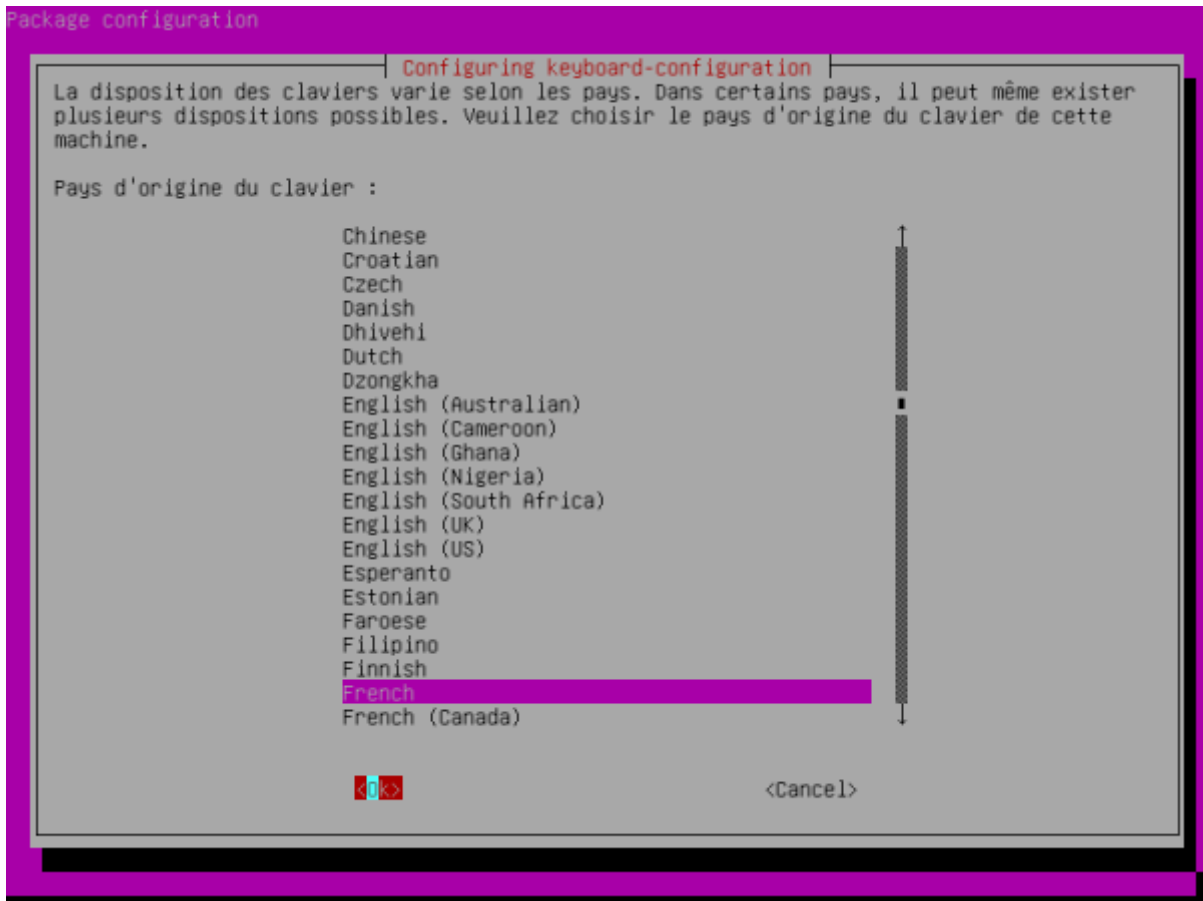 Package configuration
Configuring keyboard-configuration
La disposition des claviers varie selon les pays. Dans certains pays, il peut même exister
plusieurs dispositions possibles. Veuillez choisir le pays d'origine du clavier de cette
machine.
Pays d'origine du clavier :
Chinese
Croatian
Czech
Danish
Dhivehi
Dutch
Dzongkha
English (Australian)
English (Cameroon)
English (Ghana)
English (Nigeria)
English (South Africa)
English (UK)
English (US)
Esperanto
Estonian
Faroese
Filipino
Finnish
French
French (Canada)
<Ok> <Cancel>